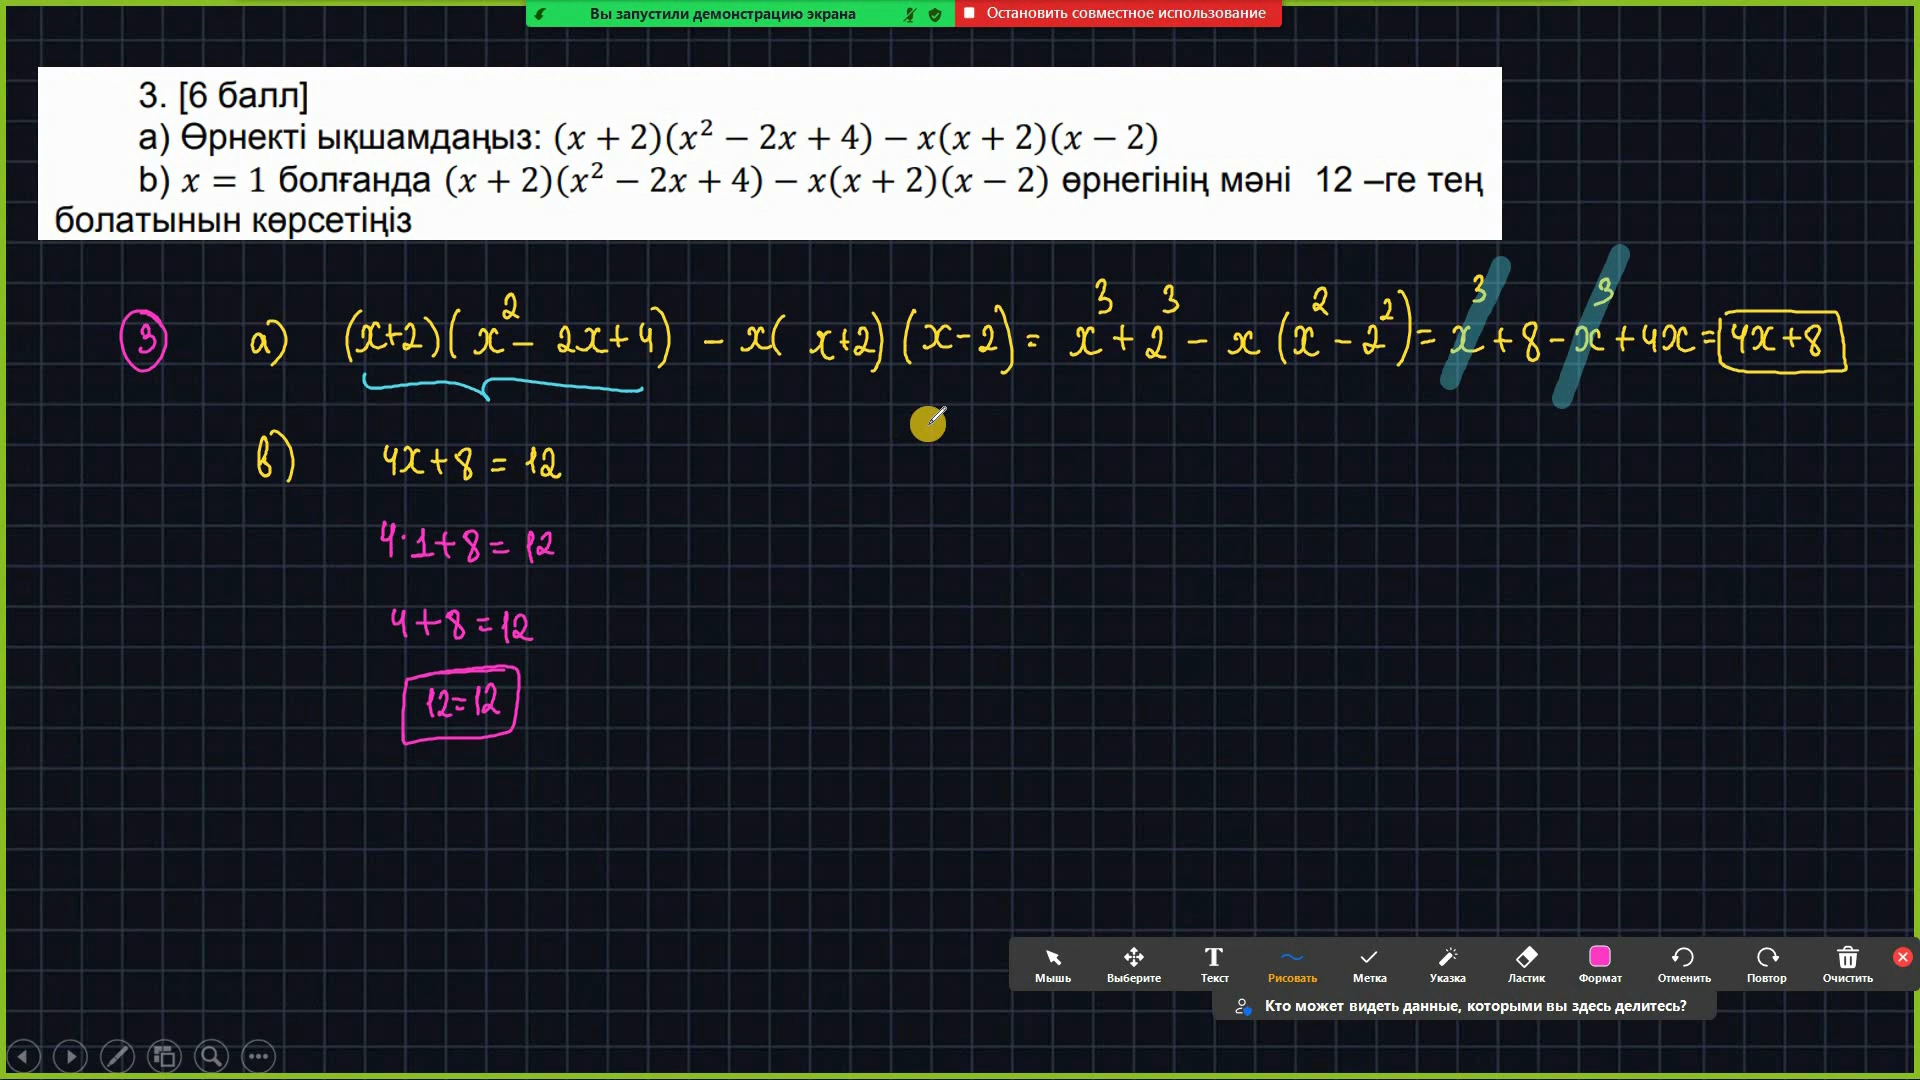 Вы запустили демонстрацию экрана
Остановить совместное использование
3. [6 балл]
a) Өрнекті ықшамдаңыз: (x + 2)(x² − 2x + 4) − x(x + 2)(x − 2)
b) x = 1 болғанда (x + 2)(x² − 2x + 4) − x(x + 2)(x − 2) өрнегінің мәні 12 –ге тең
болатынын көрсетіңіз
3 a) (x+2)(x² − 2x+4) − x(x+2)(x−2) = x³ + 2³ − x(x² − 2²) = x³ + 8 − x³ + 4x = 4x+8
в) 4x+8 = 12
4·1+8 = 12
4+8=12
12=12
Мышь Выберите Текст Рисовать Метка Указка Ластик Формат Отменить Повтор Очистить
Кто может видеть данные, которыми вы здесь делитесь?